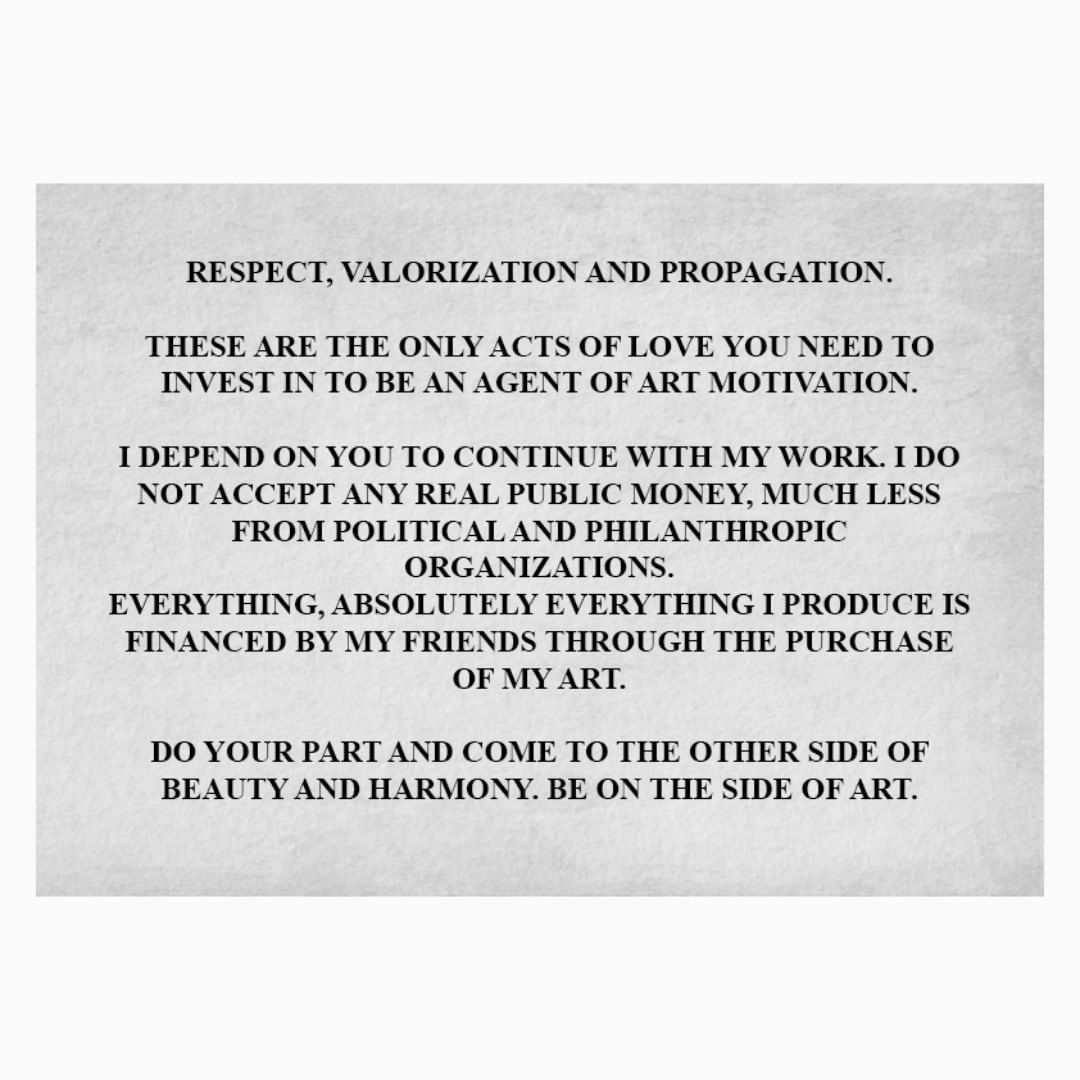 RESPECT, VALORIZATION AND PROPAGATION.
THESE ARE THE ONLY ACTS OF LOVE YOU NEED TO
INVEST IN TO BE AN AGENT OF ART MOTIVATION.
I DEPEND ON YOU TO CONTINUE WITH MY WORK. I DO
NOT ACCEPT ANY REAL PUBLIC MONEY, MUCH LESS
FROM POLITICAL AND PHILANTHROPIC
ORGANIZATIONS.
EVERYTHING, ABSOLUTELY EVERYTHING I PRODUCE IS
FINANCED BY MY FRIENDS THROUGH THE PURCHASE
OF MY ART.
DO YOUR PART AND COME TO THE OTHER SIDE OF
BEAUTY AND HARMONY. BE ON THE SIDE OF ART.